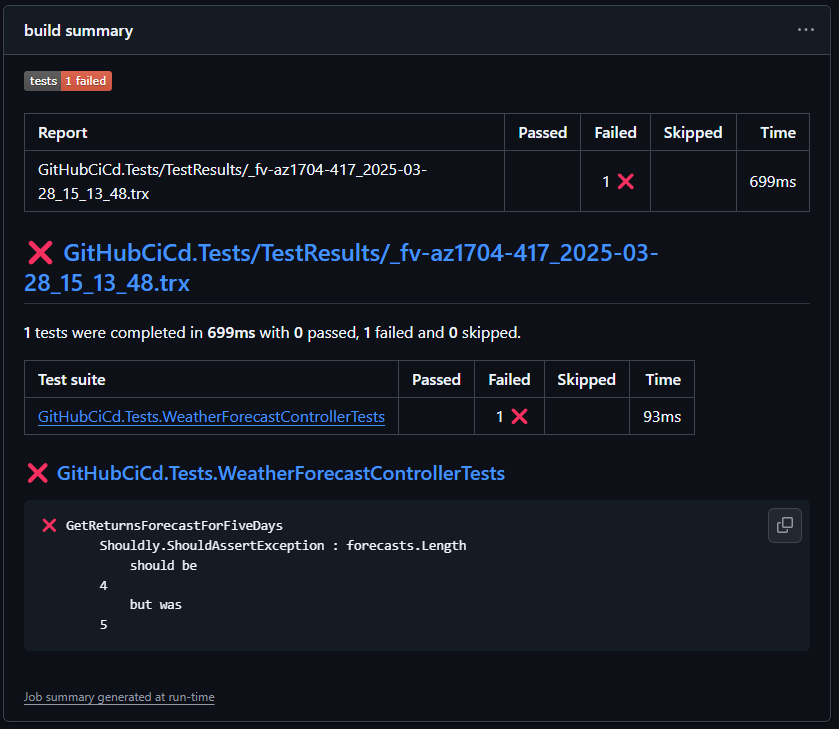 build summary
tests 1 failed
Report Passed Failed Skipped Time
GitHubCiCd.Tests/TestResults/_fv-az1704-417_2025-03-
28_15_13_48.trx
1 ❌ 699ms
❌ GitHubCiCd.Tests/TestResults/_fv-az1704-417_2025-03-
28_15_13_48.trx
1 tests were completed in 699ms with 0 passed, 1 failed and 0 skipped.
Test suite Passed Failed Skipped Time
GitHubCiCd.Tests.WeatherForecastControllerTests 1 ❌ 93ms
❌ GitHubCiCd.Tests.WeatherForecastControllerTests
❌ GetReturnsForecastForFiveDays
Shouldly.ShouldAssertException : forecasts.Length
should be
4
but was
5
Job summary generated at run-time